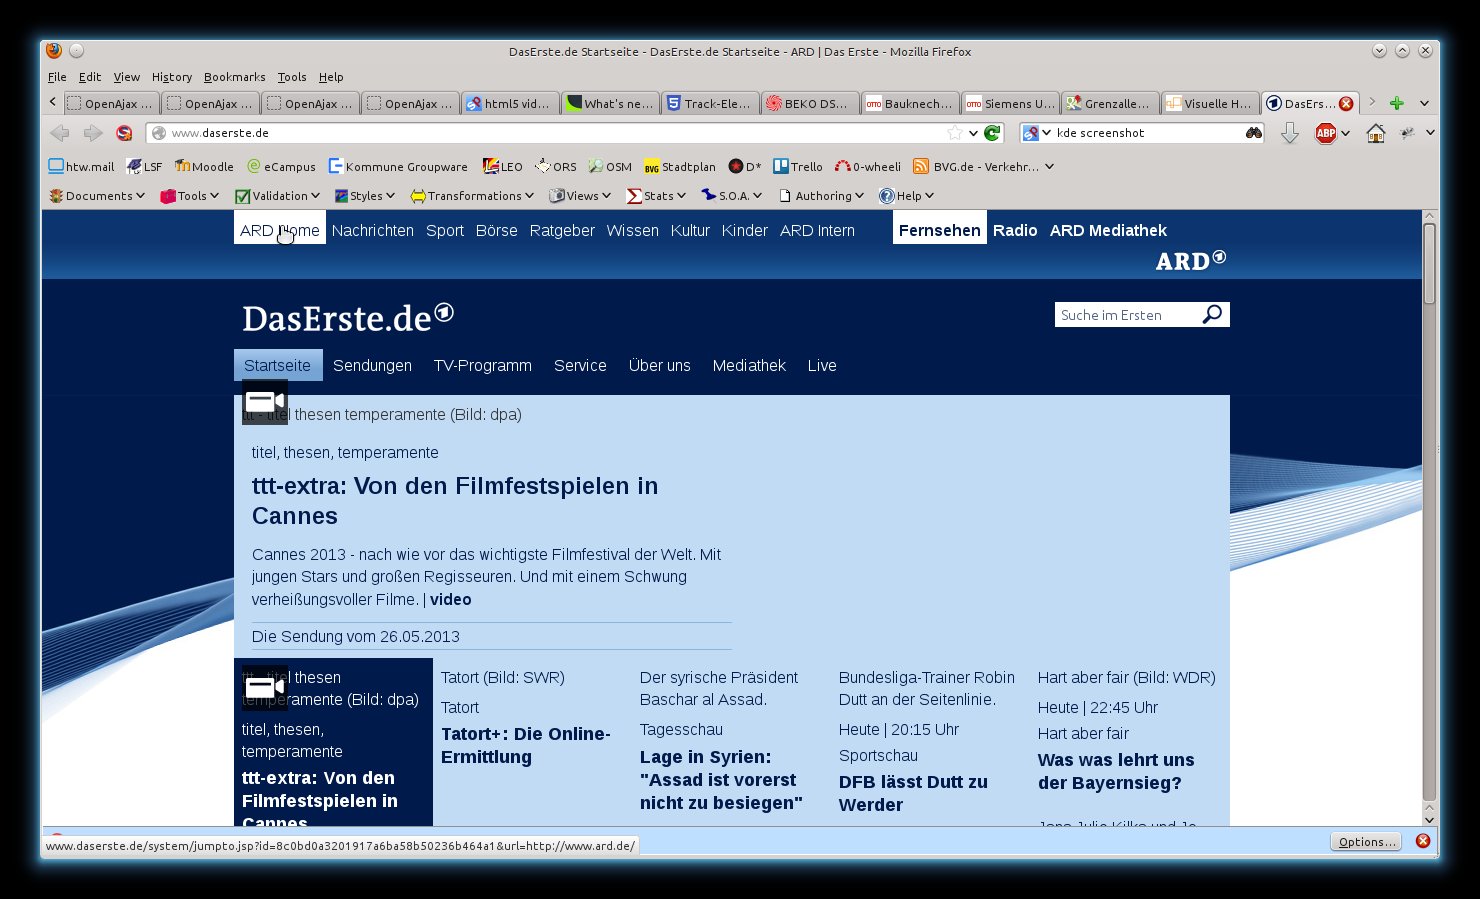 DasErste.de Startseite - DasErste.de Startseite - ARD | Das Erste - Mozilla Firefox
File Edit View History Bookmarks Tools Help
OpenAjax ... OpenAjax ... OpenAjax ... OpenAjax ... html5 vid... What's ne... Track-Ele... BEKO DS... OTTO Bauknech... OTTO Siemens U... Grenzalle... Visuelle H... DasErs...
www.daserste.de kde screenshot ABP
htw.mail LSF Moodle eCampus Kommune Groupware LEO ORS OSM BVG Stadtplan D* Trello 0-wheeli BVG.de - Verkehr...
Documents Tools Validation Styles Transformations Views Stats S.O.A. Authoring Help
ARD Home Nachrichten Sport Börse Ratgeber Wissen Kultur Kinder ARD Intern Fernsehen Radio ARD Mediathek
ARD
DasErste.de
Suche im Ersten
Startseite Sendungen TV-Programm Service Über uns Mediathek Live
ttt - titel thesen temperamente (Bild: dpa)
titel, thesen, temperamente
ttt-extra: Von den Filmfestspielen in
Cannes
Cannes 2013 - nach wie vor das wichtigste Filmfestival der Welt. Mit
jungen Stars und großen Regisseuren. Und mit einem Schwung
verheißungsvoller Filme. | video
Die Sendung vom 26.05.2013
ttt - titel thesen
temperamente (Bild: dpa)
titel, thesen,
temperamente
ttt-extra: Von den
Filmfestspielen in
Cannes
Tatort (Bild: SWR)
Tatort
Tatort+: Die Online-
Ermittlung
Der syrische Präsident
Baschar al Assad.
Tagesschau
Lage in Syrien:
"Assad ist vorerst
nicht zu besiegen"
Bundesliga-Trainer Robin
Dutt an der Seitenlinie.
Heute | 20:15 Uhr
Sportschau
DFB lässt Dutt zu
Werder
Hart aber fair (Bild: WDR)
Heute | 22:45 Uhr
Hart aber fair
Was was lehrt uns
der Bayernsieg?
www.daserste.de/system/jumpto.jsp?id=8c0bd0a3201917a6ba58b50236b464a1&url=http://www.ard.de/
Options...